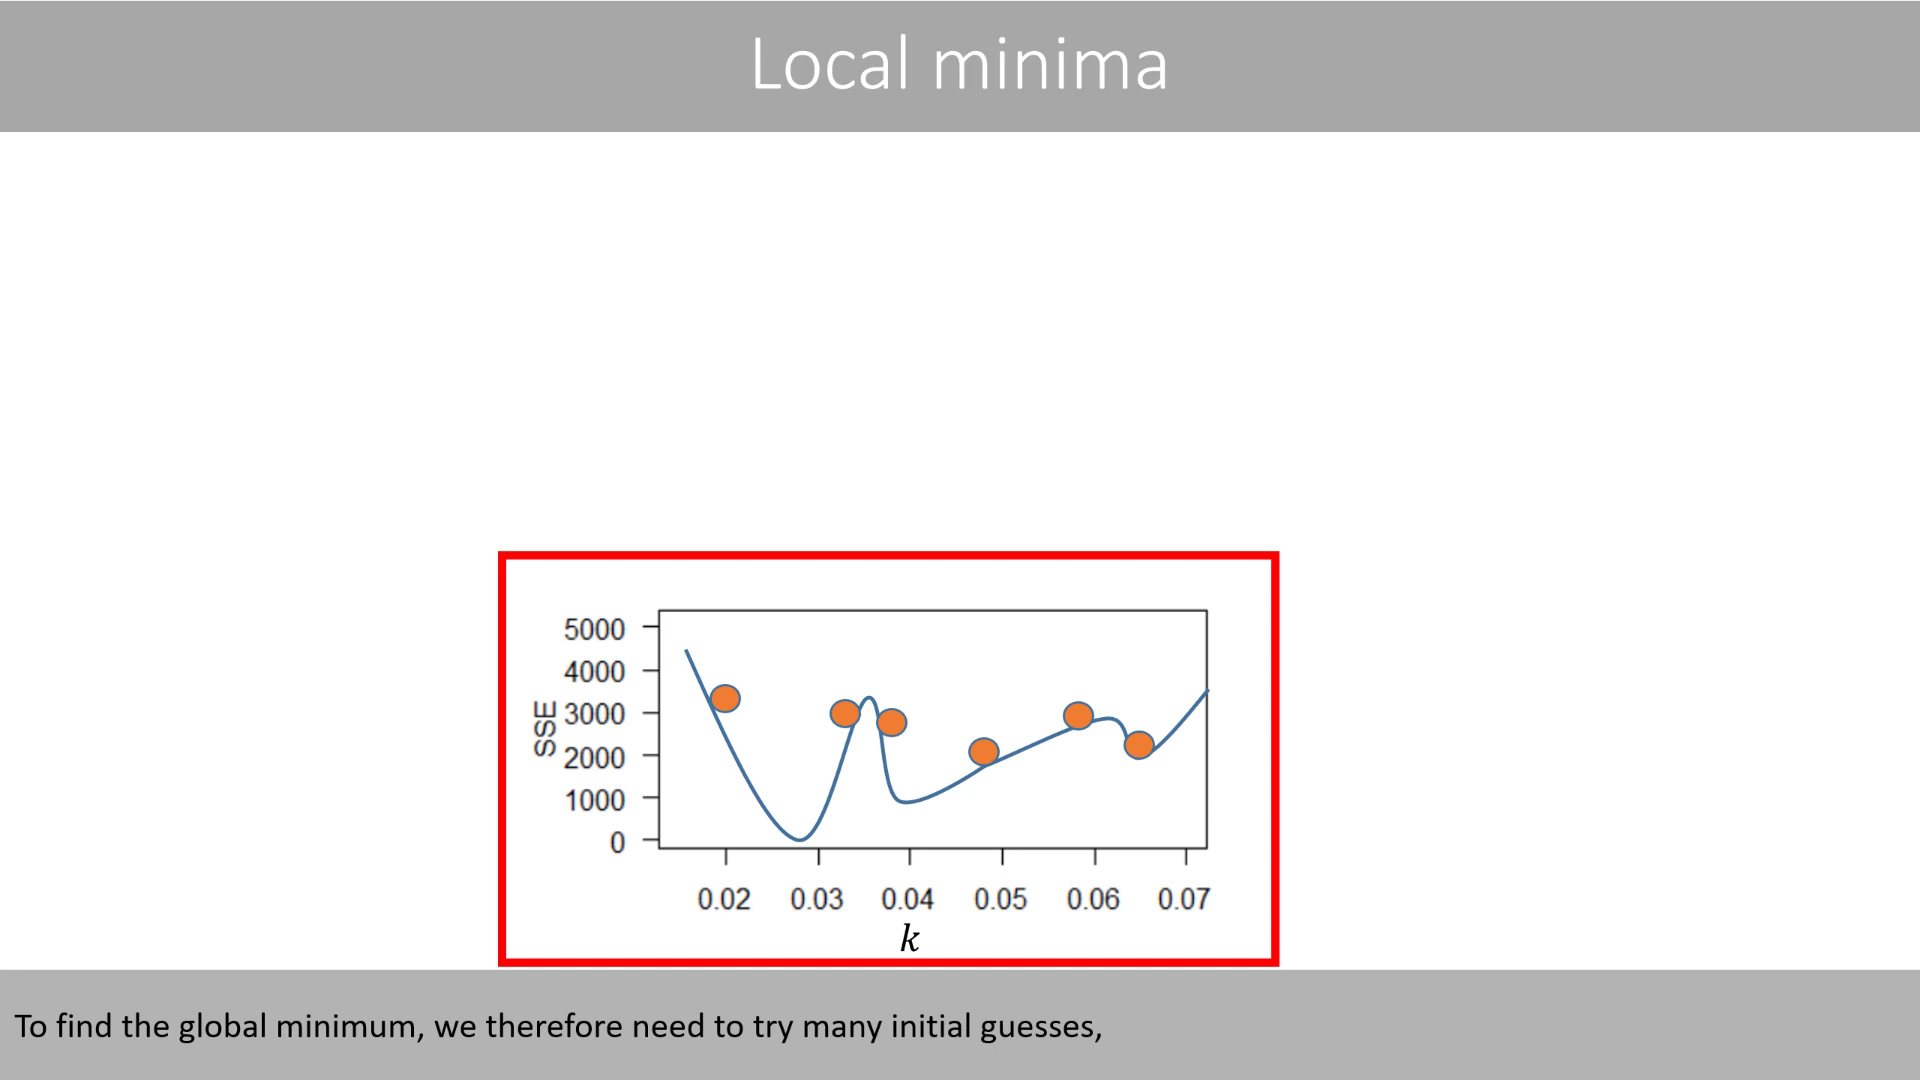 Local minima
5000
4000
3000
2000
1000
0
SSE
0.02 0.03 0.04 0.05 0.06 0.07
k
To find the global minimum, we therefore need to try many initial guesses,